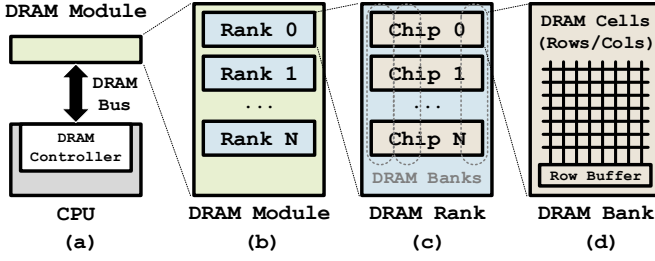 DRAM Module
DRAM
Bus
DRAM
Controller
CPU
(a)
Rank 0
Rank 1
...
Rank N
DRAM Module
(b)
Chip 0
Chip 1
...
Chip N
DRAM Banks
DRAM Rank
(c)
DRAM Cells
(Rows/Cols)
Row Buffer
DRAM Bank
(d)